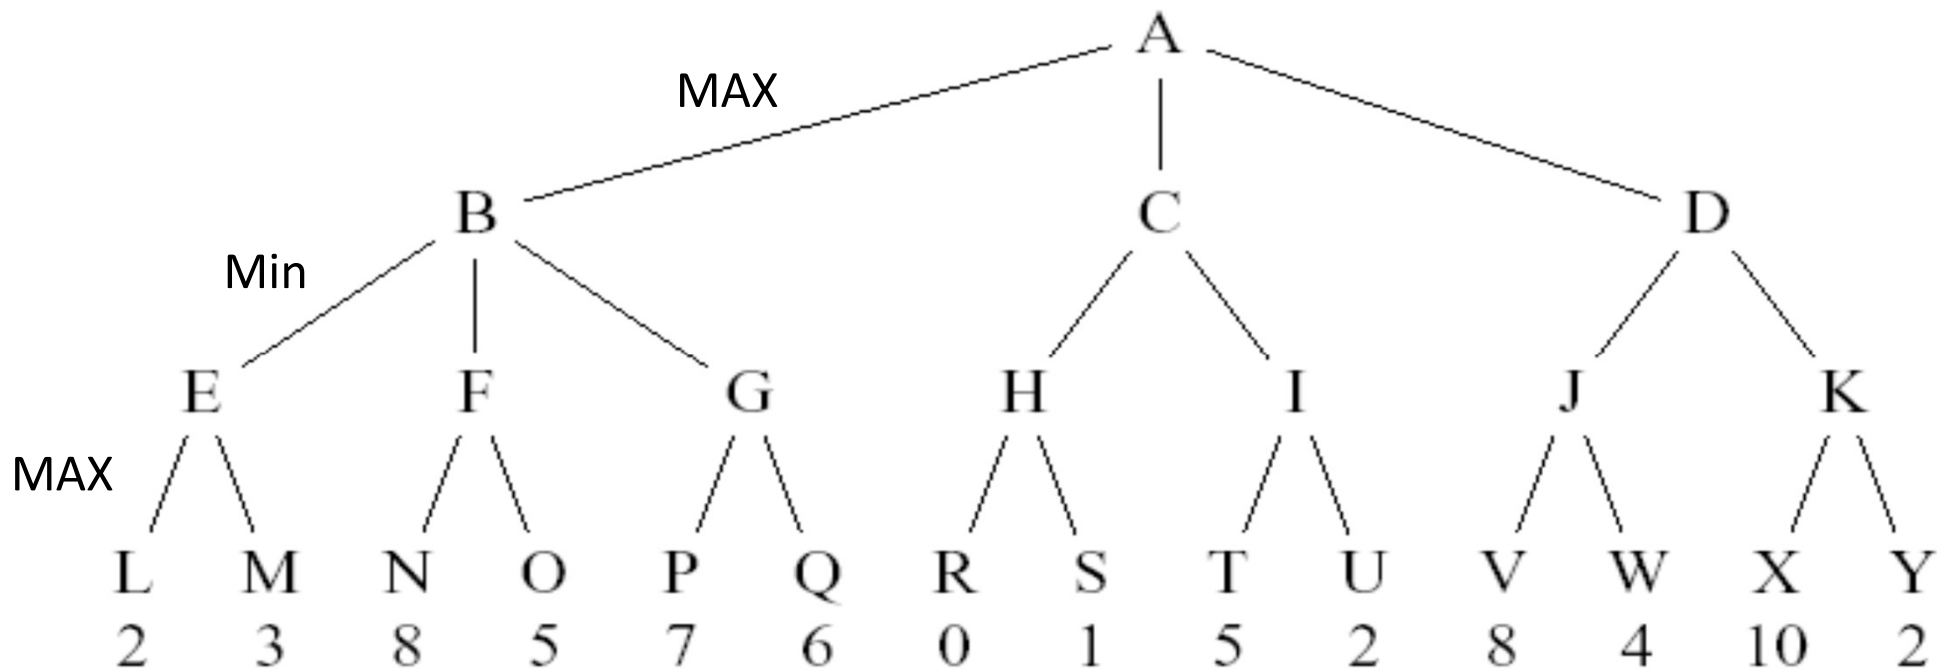 A
MAX
B C D
Min
E F G H I J K
MAX
L M N O P Q R S T U V W X Y
2 3 8 5 7 6 0 1 5 2 8 4 10 2